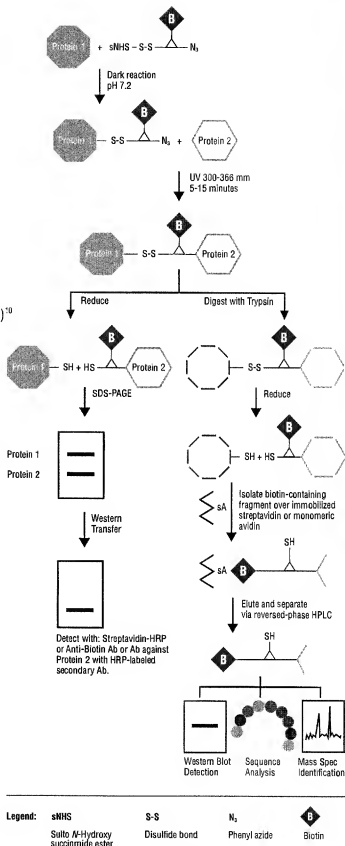 B
Protein 1 + sNHS – S-S N₃
Dark reaction
pH 7.2
B
Protein 1 S-S N₃ + Protein 2
UV 300-366 mm
5-15 minutes
B
Protein 1 S-S Protein 2
Reduce
Digest with Trypsin
)¹⁰
B
Protein 1 SH + HS Protein 2
B
S-S
SDS-PAGE
Reduce
Protein 1
Protein 2
B
SH + HS
sA
Isolate biotin-containing
fragment over immobilized
streptavidin or monomeric
avidin
Western
Transfer
SH
sA B
Elute and separate
via reversed-phase HPLC
Detect with: Streptavidin-HRP
or Anti-Biotin Ab or Ab against
Protein 2 with HRP-labeled
secondary Ab.
SH
B
Western Blot
Detection
Sequence
Analysis
Mass Spec
Identification
Legend: sNHS S-S N₃ B
Sulfo N-Hydroxy
succinimide ester
Disulfide bond
Phenyl azide
Biotin